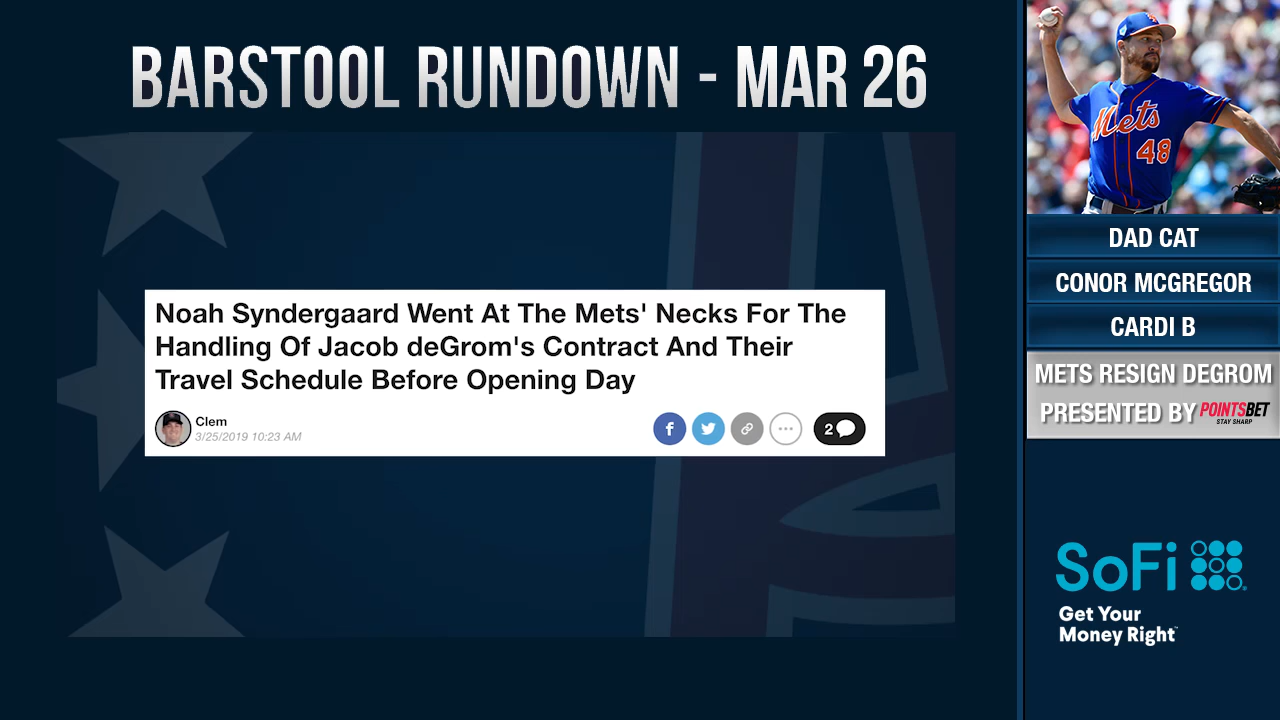 BARSTOOL RUNDOWN - MAR 26
Noah Syndergaard Went At The Mets' Necks For The
Handling Of Jacob deGrom's Contract And Their
Travel Schedule Before Opening Day
Clem
3/25/2019 10:23 AM
2
Mets
48
DAD CAT
CONOR MCGREGOR
CARDI B
METS RESIGN DEGROM
PRESENTED BY POINTSBET
STAY SHARP
SoFi
Get Your
Money Right™